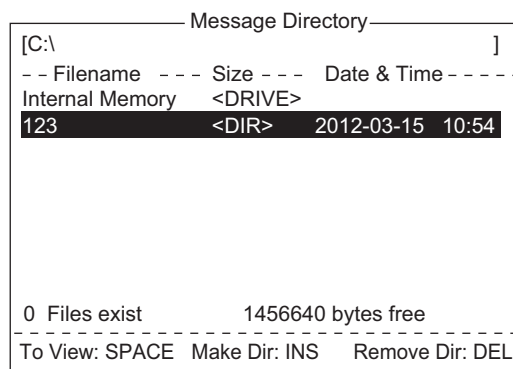 Message Directory
[C:\ ]
- - Filename - - - Size - - - Date & Time - - - - -
Internal Memory <DRIVE>
123 <DIR> 2012-03-15 10:54
0 Files exist 1456640 bytes free
To View: SPACE Make Dir: INS Remove Dir: DEL